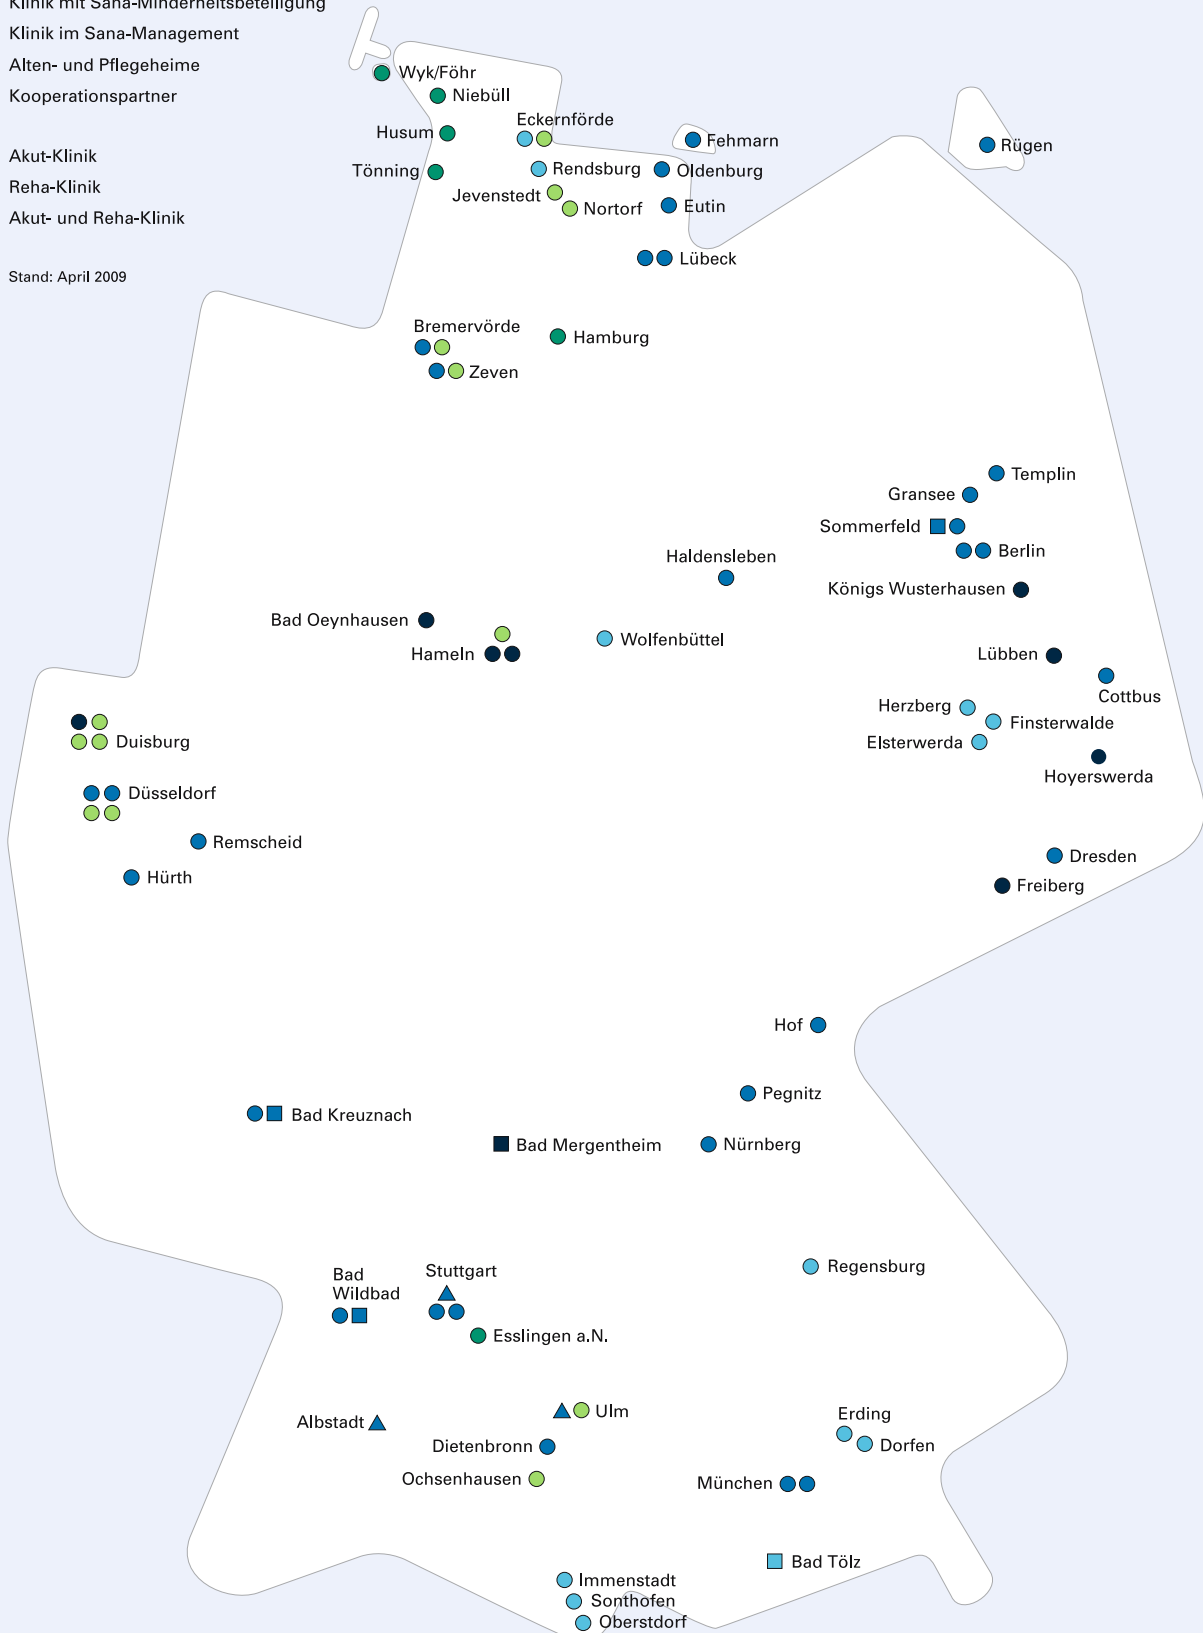 Klinik mit Sana-Minderheitsbeteiligung
Klinik im Sana-Management
Alten- und Pflegeheime
Kooperationspartner
Akut-Klinik
Reha-Klinik
Akut- und Reha-Klinik
Stand: April 2009
Wyk/Föhr
Niebüll
Eckernförde
Husum
Fehmarn
Rügen
Tönning
Rendsburg
Oldenburg
Jevenstedt
Nortorf
Eutin
Lübeck
Bremervörde
Hamburg
Zeven
Templin
Gransee
Sommerfeld
Berlin
Haldensleben
Königs Wusterhausen
Bad Oeynhausen
Wolfenbüttel
Hameln
Lübben
Cottbus
Herzberg
Finsterwalde
Duisburg
Elsterwerda
Hoyerswerda
Düsseldorf
Remscheid
Dresden
Hürth
Freiberg
Hof
Pegnitz
Bad Kreuznach
Bad Mergentheim
Nürnberg
Regensburg
Bad
Wildbad
Stuttgart
Esslingen a.N.
Albstadt
Ulm
Erding
Dietenbronn
Dorfen
Ochsenhausen
München
Bad Tölz
Immenstadt
Sonthofen
Oberstdorf